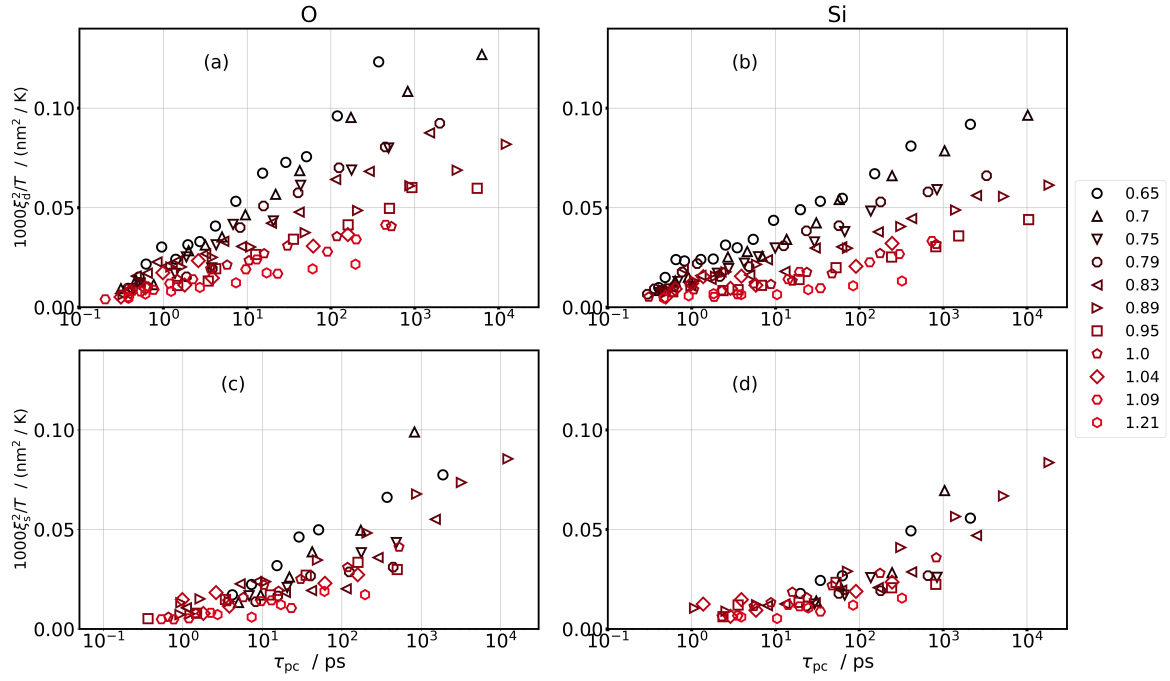 O Si
(a) (b)
1000ξ_d^2/T / (nm^2 / K)
0.10 0.10
0.05 0.05
0.00 0.00
10^−1 10^0 10^1 10^2 10^3 10^4 10^−1 10^0 10^1 10^2 10^3 10^4
0.65
0.7
0.75
0.79
0.83
0.89
0.95
1.0
1.04
1.09
1.21
(c) (d)
1000ξ_s^2/T / (nm^2 / K)
0.10 0.10
0.05 0.05
0.00 0.00
10^−1 10^0 10^1 10^2 10^3 10^4 10^−1 10^0 10^1 10^2 10^3 10^4
τ_pc / ps τ_pc / ps